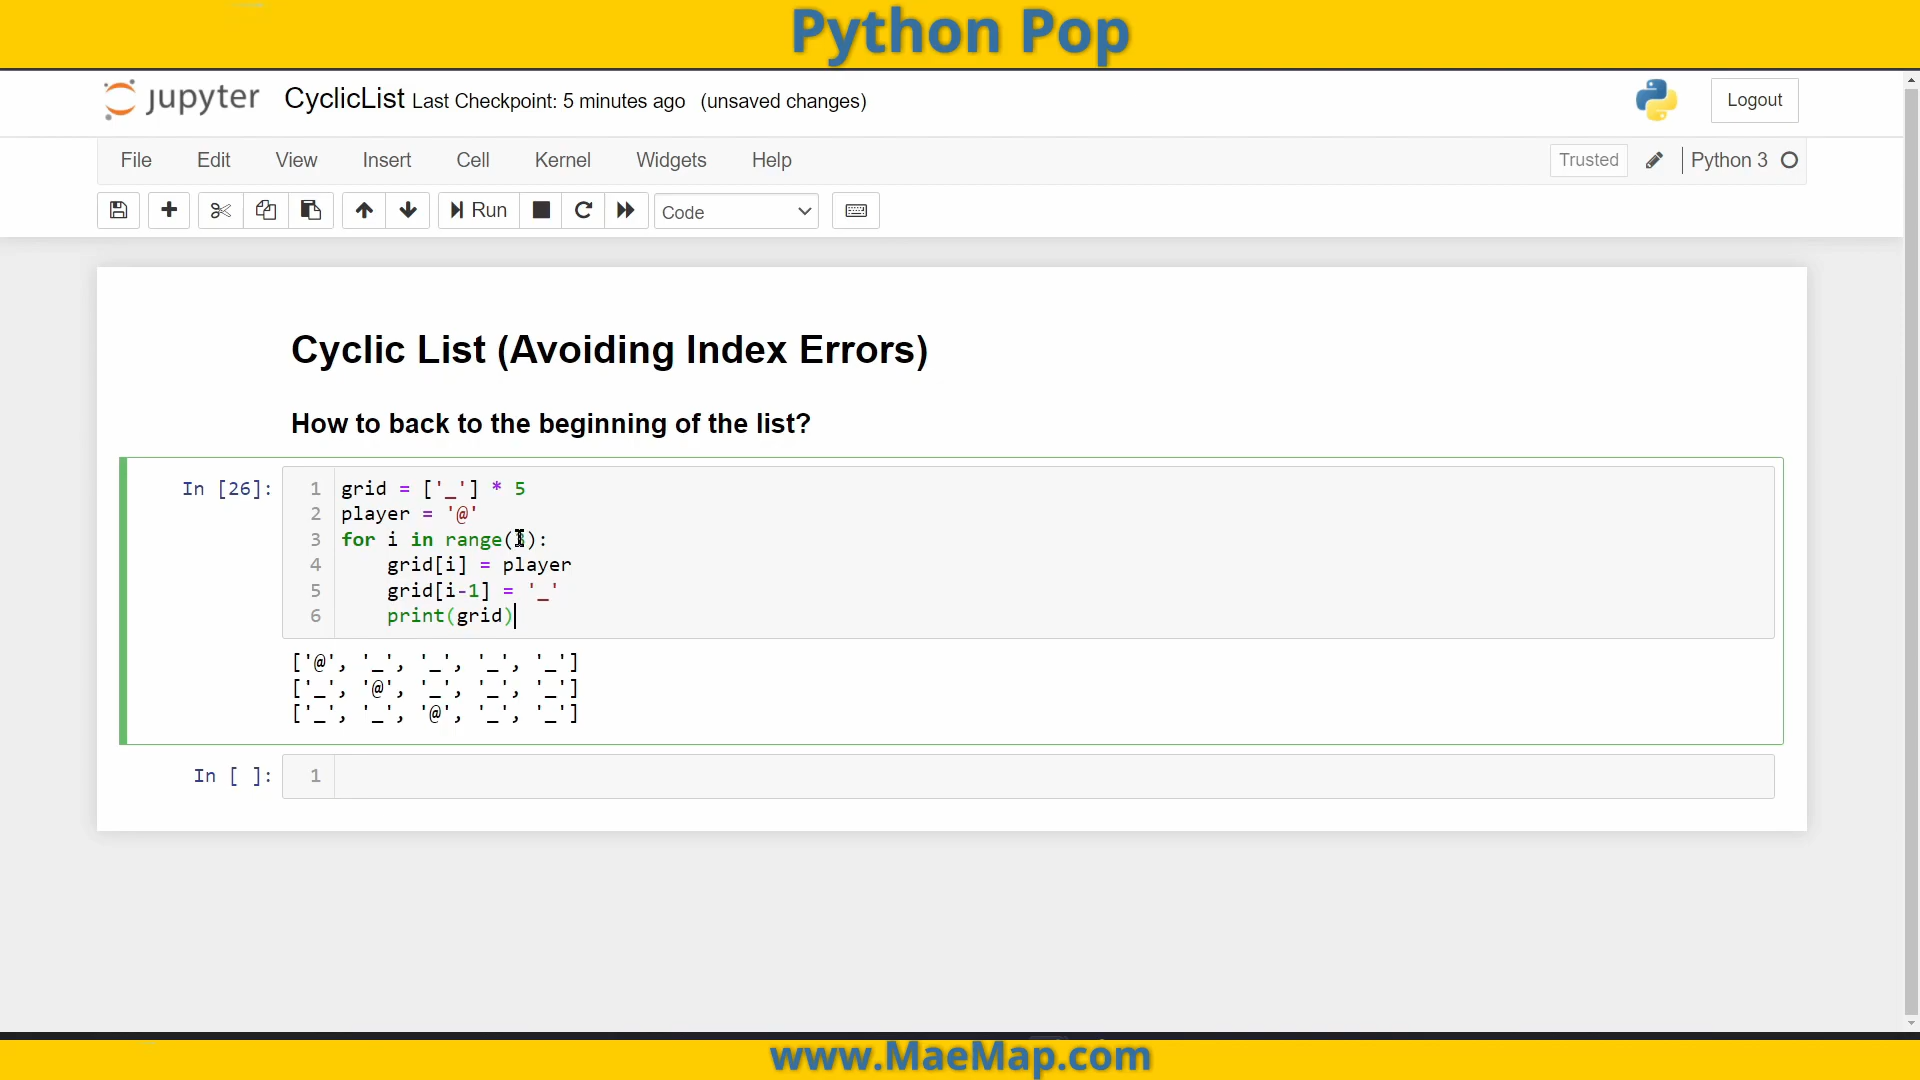 Python Pop
jupyter CyclicList Last Checkpoint: 5 minutes ago (unsaved changes) Logout
File Edit View Insert Cell Kernel Widgets Help Trusted Python 3
Run Code
Cyclic List (Avoiding Index Errors)
How to back to the beginning of the list?
In [26]: 1 grid = ['_'] * 5
2 player = '@'
3 for i in range( ):
4 grid[i] = player
5 grid[i-1] = '_'
6 print(grid)
['@', '_', '_', '_', '_']
['_', '@', '_', '_', '_']
['_', '_', '@', '_', '_']
In [ ]: 1
www.MaeMap.com